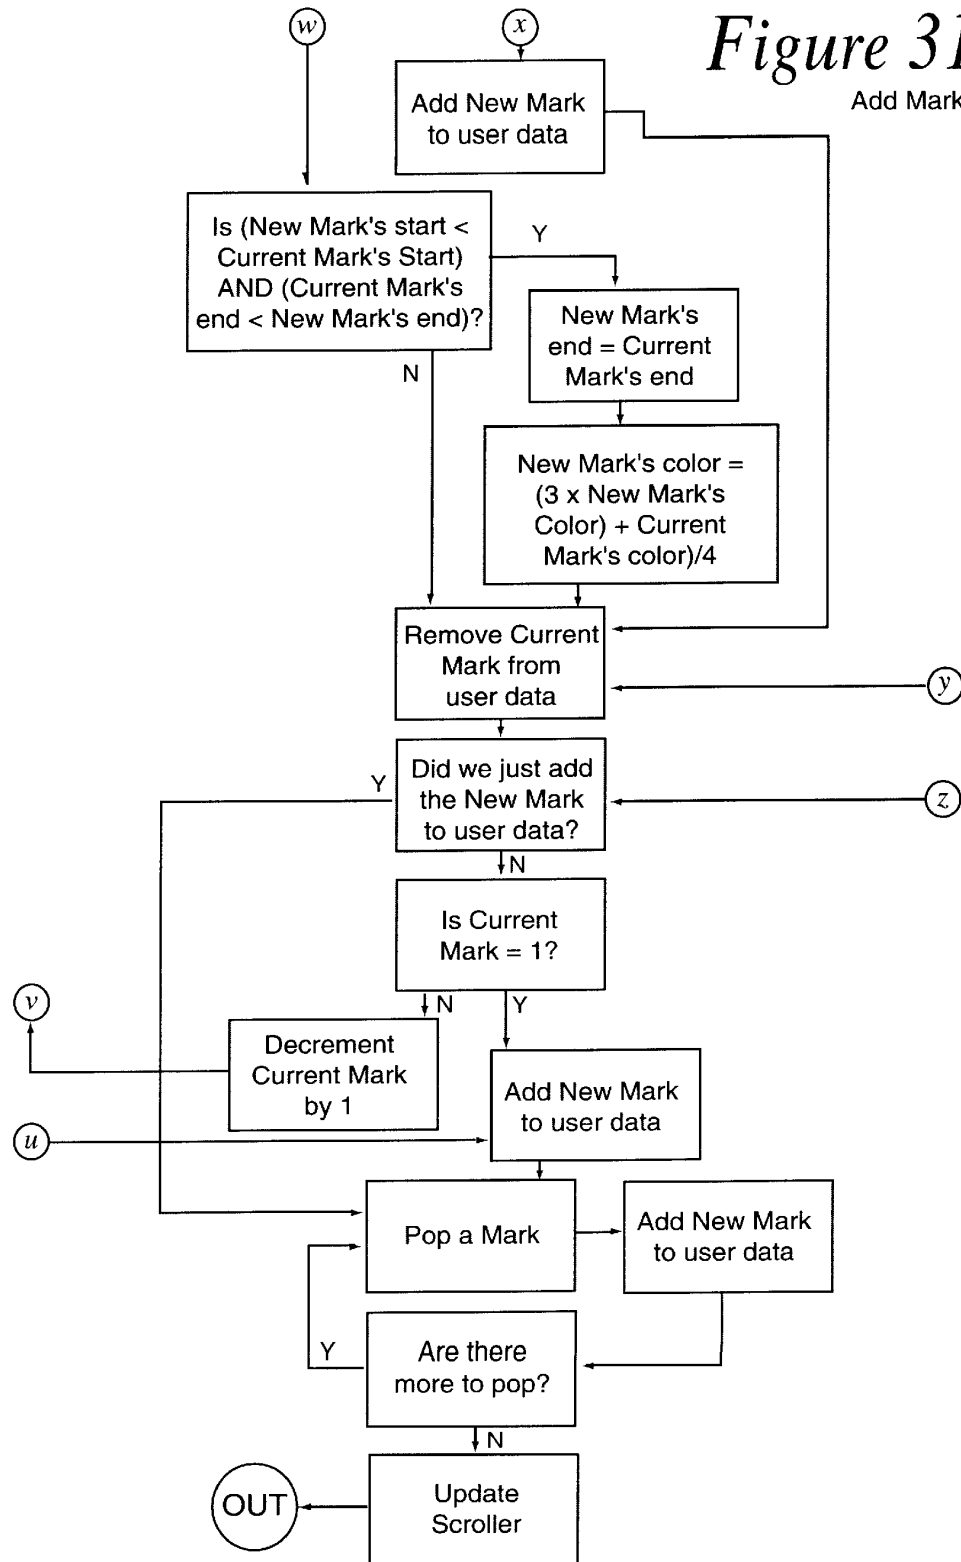 w
x
Figure 31
Add Mark
Add New Mark
to user data
Is (New Mark's start <
Current Mark's Start)
AND (Current Mark's
end < New Mark's end)?
Y
N
New Mark's
end = Current
Mark's end
New Mark's color =
(3 x New Mark's
Color) + Current
Mark's color)/4
Remove Current
Mark from
user data
y
Did we just add
the New Mark
to user data?
Y
z
N
Is Current
Mark = 1?
N
Y
v
Decrement
Current Mark
by 1
Add New Mark
to user data
u
Pop a Mark
Add New Mark
to user data
Are there
more to pop?
Y
N
Update
Scroller
OUT